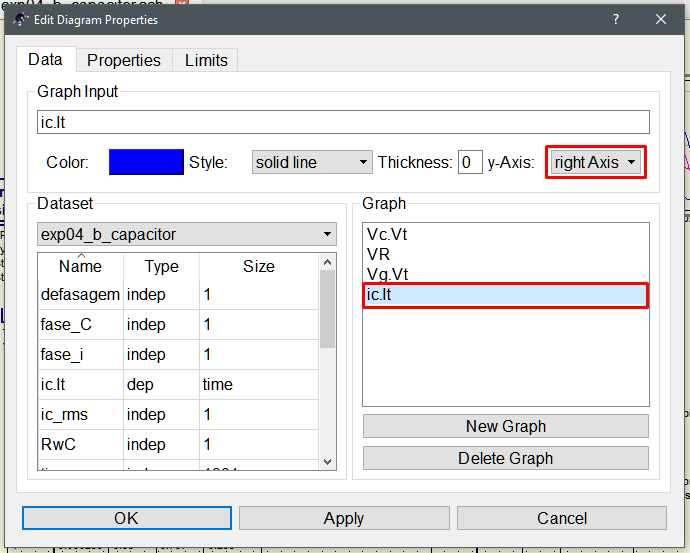 Edit Diagram Properties
Data Properties Limits
Graph Input
ic.It
Color: Style: solid line Thickness: 0 y-Axis: right Axis
Dataset
exp04_b_capacitor
Name Type Size
defasagem indep 1
fase_C indep 1
fase_i indep 1
ic.It dep time
ic_rms indep 1
RwC indep 1
Graph
Vc.Vt
VR
Vg.Vt
ic.It
New Graph
Delete Graph
OK Apply Cancel